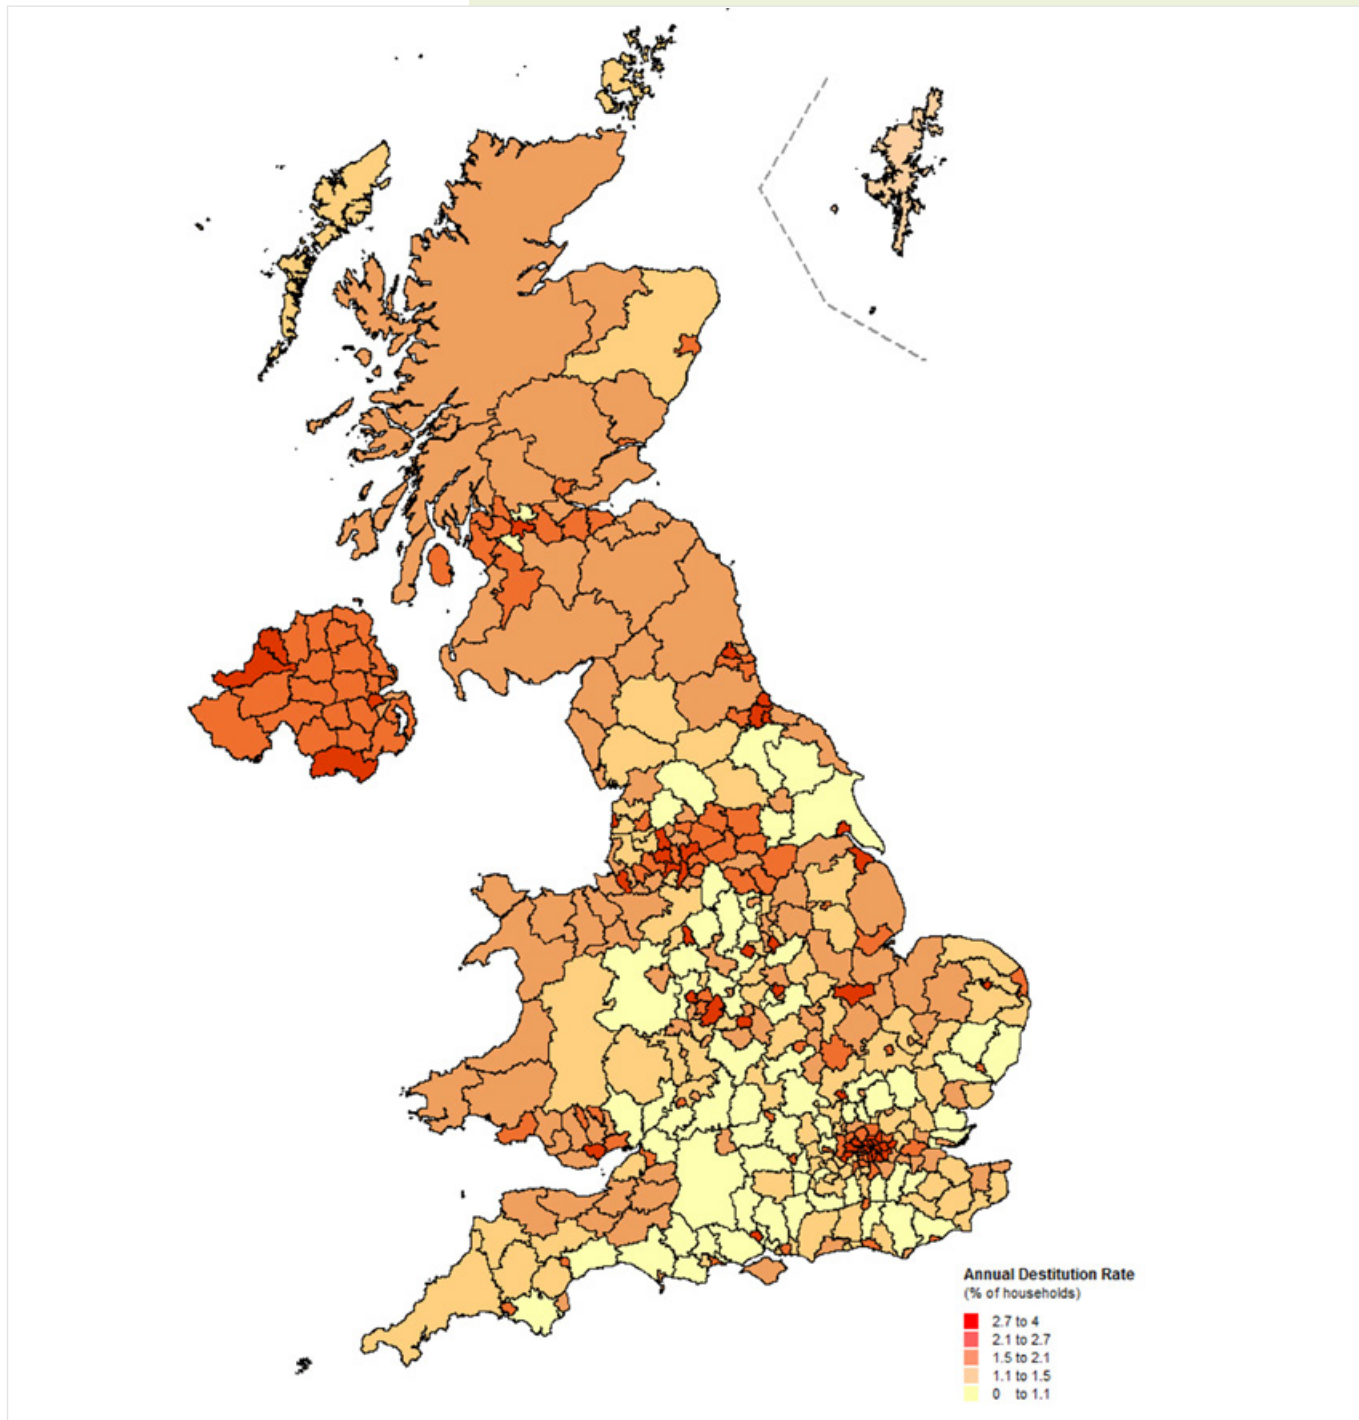 Annual Destitution Rate
(% of households)
2.7 to 4
2.1 to 2.7
1.5 to 2.1
1.1 to 1.5
0 to 1.1